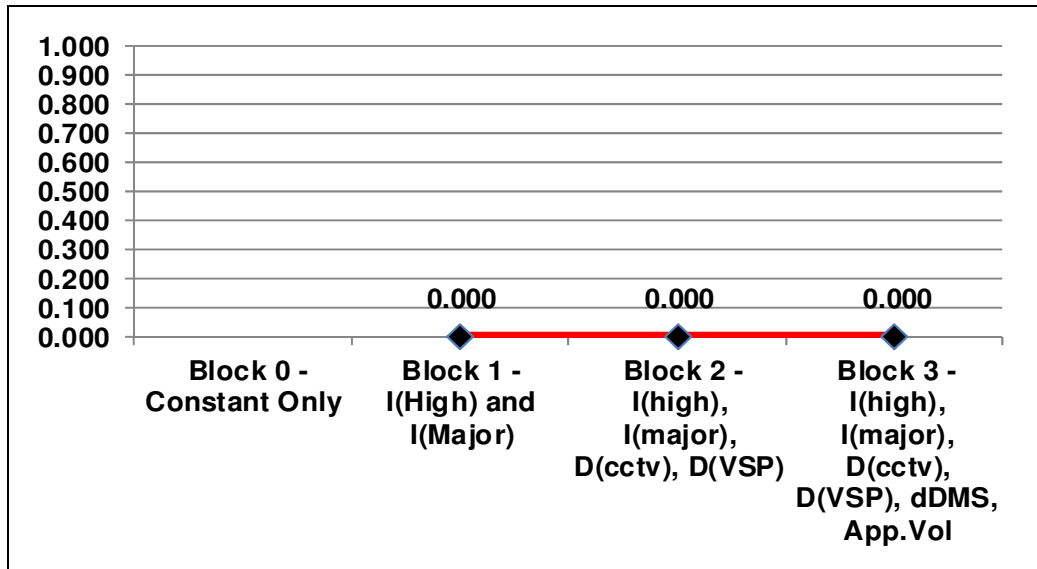 1.000
0.900
0.800
0.700
0.600
0.500
0.400
0.300
0.200
0.100
0.000
0.000
0.000
0.000
Block 0 -
Constant Only
Block 1 -
I(High) and
I(Major)
Block 2 -
I(high),
I(major),
D(cctv), D(VSP)
Block 3 -
I(high),
I(major),
D(cctv),
D(VSP), dDMS,
App.Vol